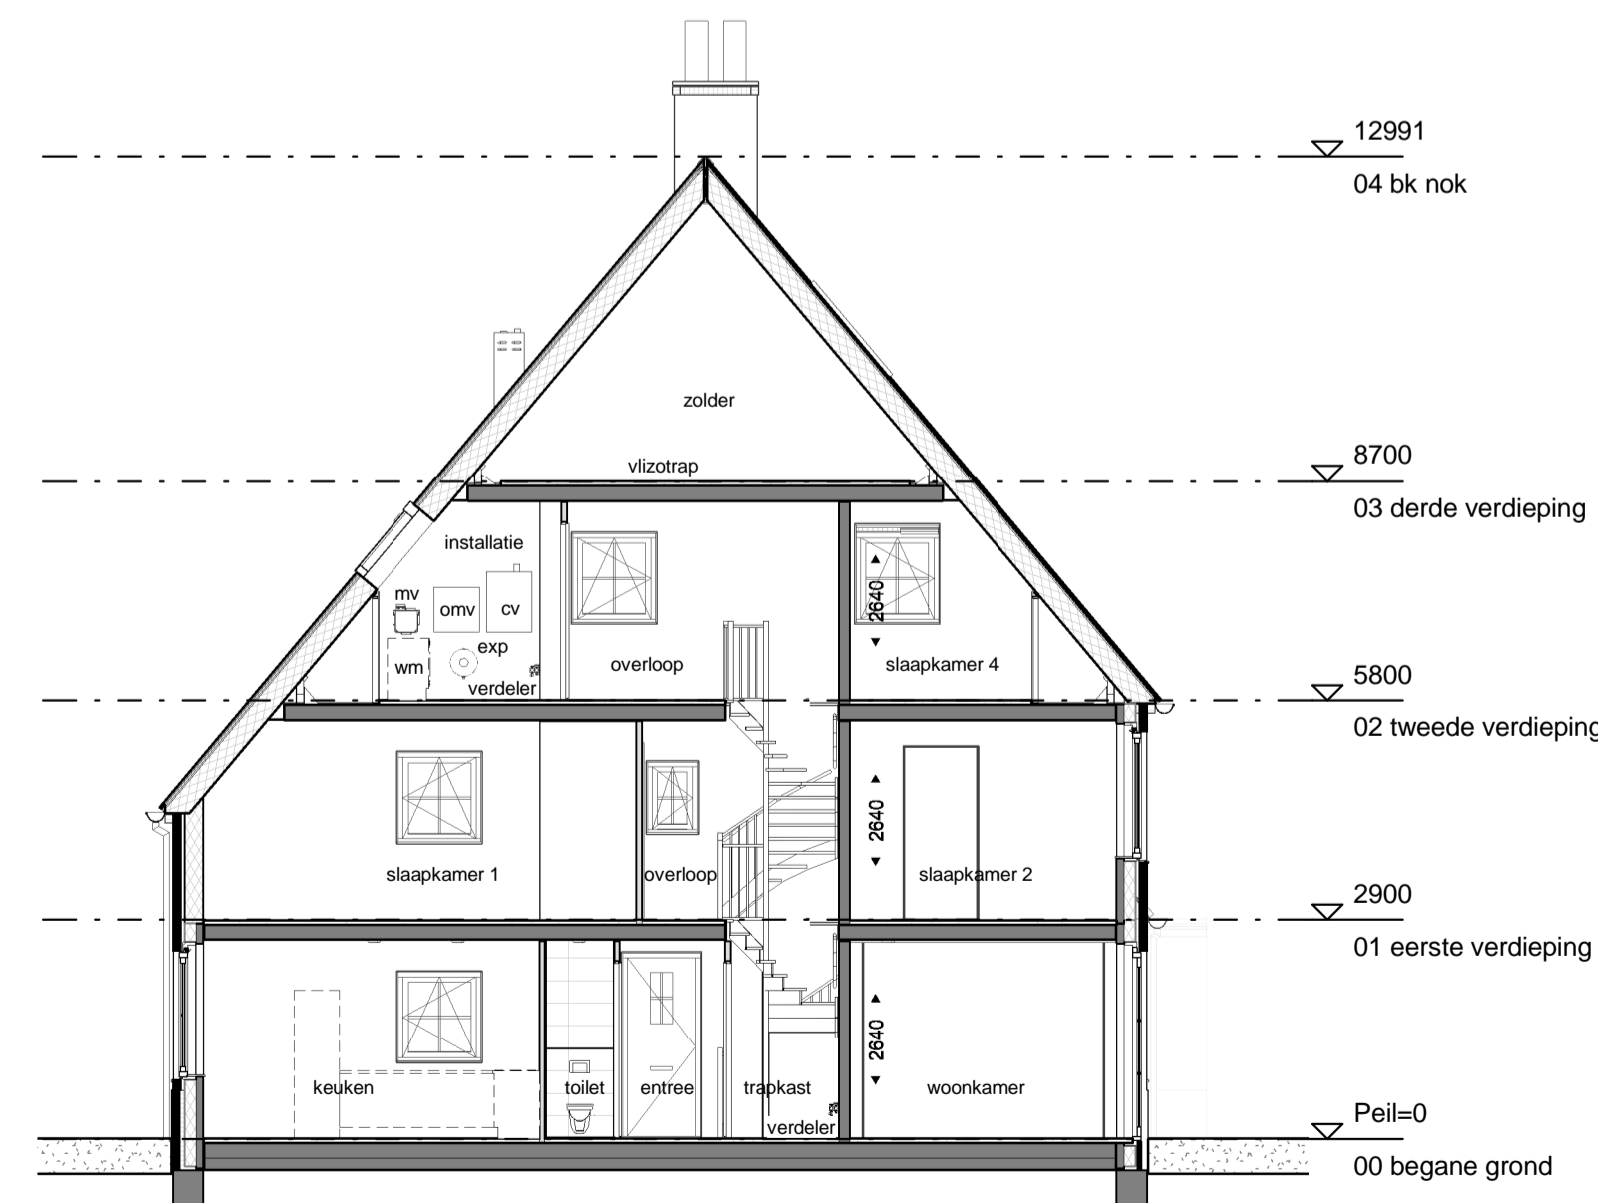 12991
04 bk nok
zolder
vlizotrap
8700
03 derde verdieping
installatie
mv
omv
cv
2640
exp
wm
verdeler
overloop
slaapkamer 4
5800
02 tweede verdieping
2640
slaapkamer 1
overloop
slaapkamer 2
2900
01 eerste verdieping
2640
keuken
toilet
entree
trapkast
woonkamer
verdeler
Peil=0
00 begane grond